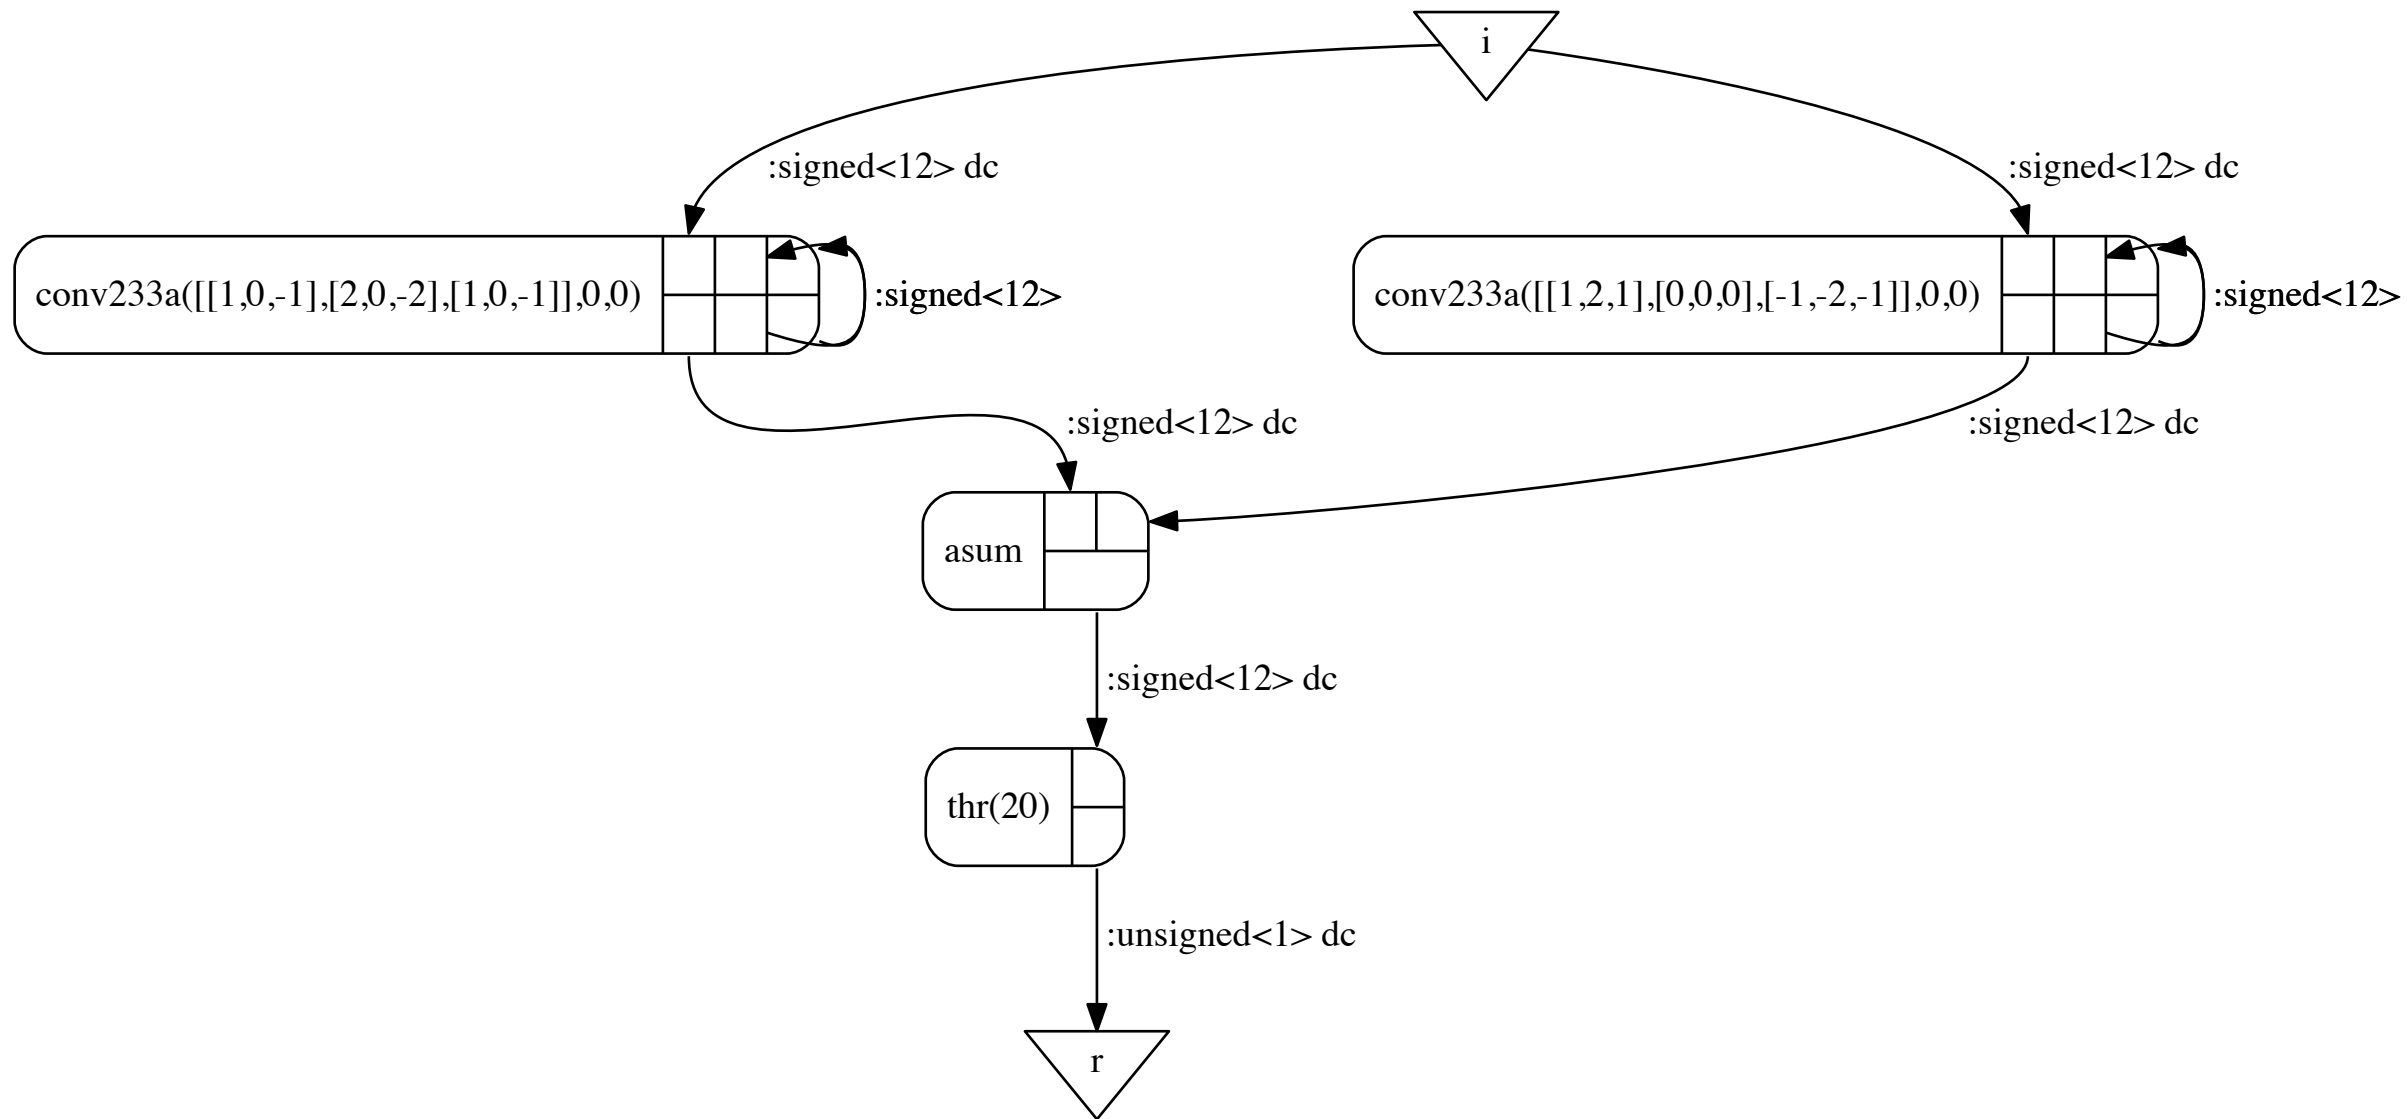 i
:signed<12> dc
:signed<12> dc
conv233a([[1,0,-1],[2,0,-2],[1,0,-1]],0,0)
:signed<12>
conv233a([[1,2,1],[0,0,0],[-1,-2,-1]],0,0)
:signed<12>
:signed<12> dc
:signed<12> dc
asum
:signed<12> dc
thr(20)
:unsigned<1> dc
r